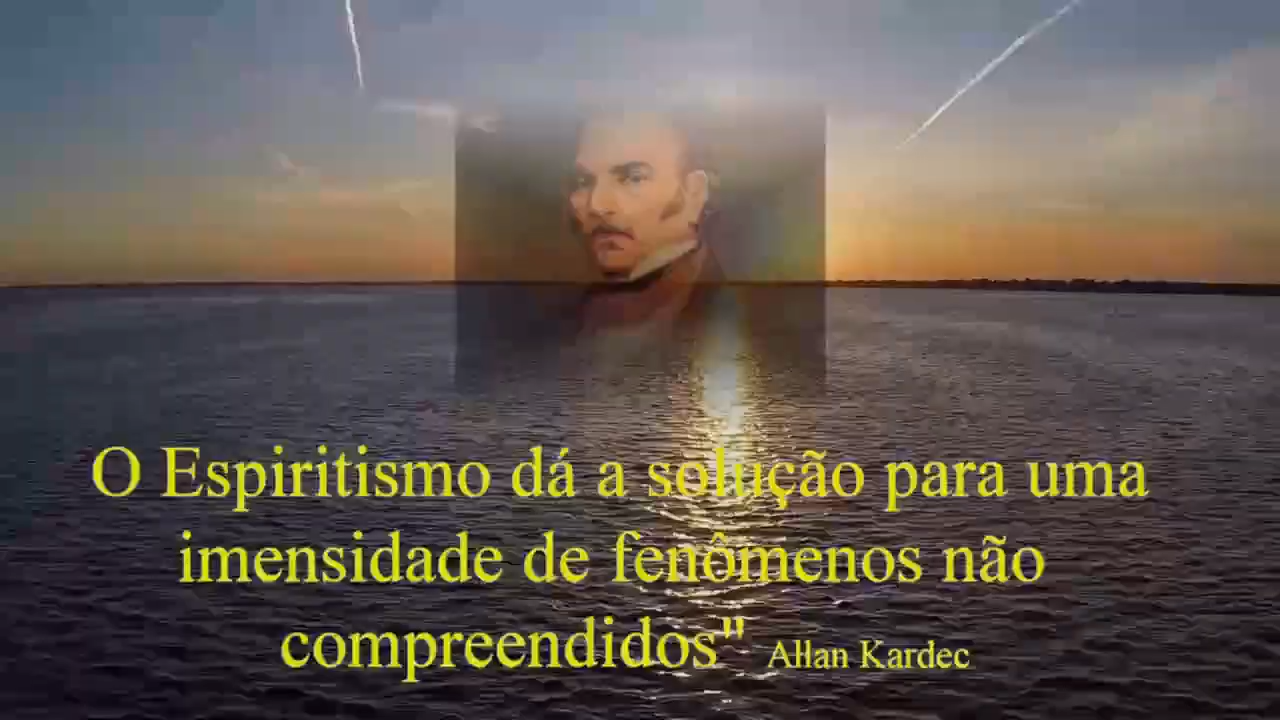 O Espiritismo dá a solução para uma
imensidade de fenômenos não
compreendidos" Allan Kardec